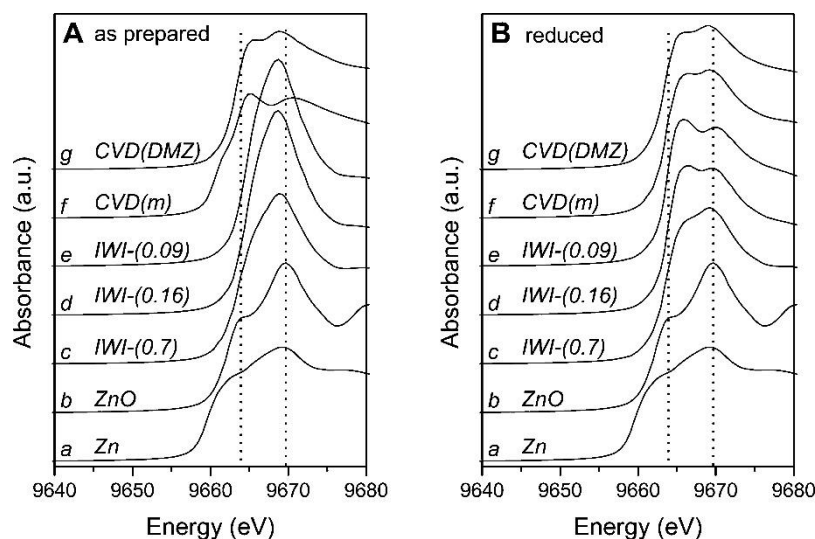 A as prepared
g CVD(DMZ)
f CVD(m)
e IWI-(0.09)
d IWI-(0.16)
c IWI-(0.7)
b ZnO
a Zn
9640 9650 9660 9670 9680
Energy (eV)
Absorbance (a.u.)
B reduced
g CVD(DMZ)
f CVD(m)
e IWI-(0.09)
d IWI-(0.16)
c IWI-(0.7)
b ZnO
a Zn
9640 9650 9660 9670 9680
Energy (eV)
Absorbance (a.u.)